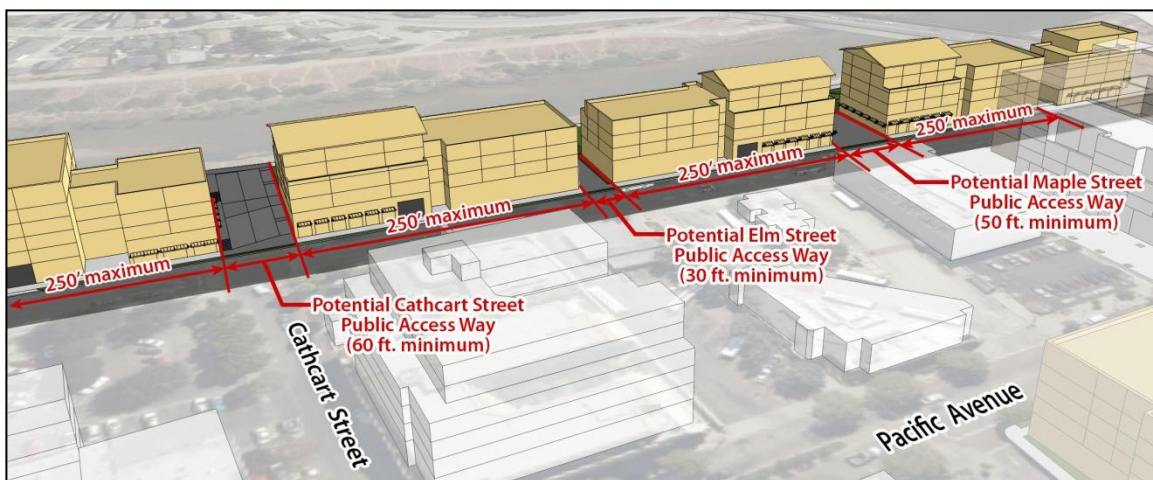 250' maximum
250' maximum
250' maximum
250' maximum
Potential Cathcart Street
Public Access Way
(60 ft. minimum)
Potential Elm Street
Public Access Way
(30 ft. minimum)
Potential Maple Street
Public Access Way
(50 ft. minimum)
Cathcart Street
Pacific Avenue